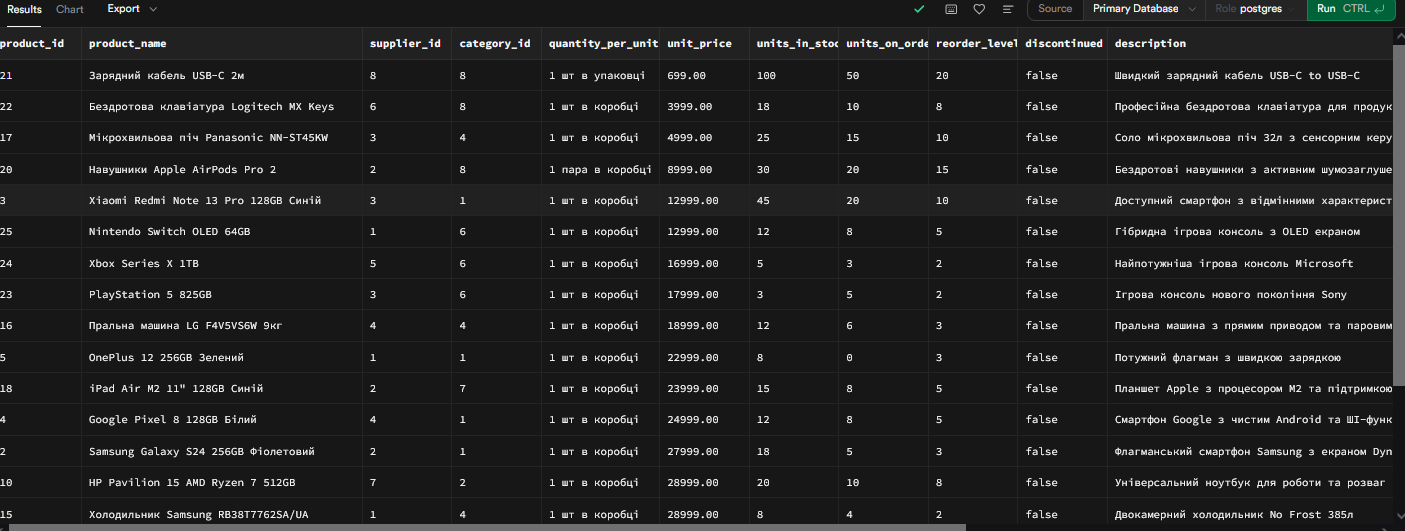 Results Chart Export Source Primary Database Role postgres Run CTRL
product_id product_name supplier_id category_id quantity_per_unit unit_price units_in_stoc units_on_orde reorder_level discontinued description
21 Зарядний кабель USB-C 2м 8 8 1 шт в упаковці 699.00 100 50 20 false Швидкий зарядний кабель USB-C to USB-C
22 Бездротова клавіатура Logitech MX Keys 6 8 1 шт в коробці 3999.00 18 10 8 false Професійна бездротова клавіатура для продук
17 Мікрохвильова піч Panasonic NN-ST45KW 3 4 1 шт в коробці 4999.00 25 15 10 false Соло мікрохвильова піч 32л з сенсорним керу
20 Навушники Apple AirPods Pro 2 2 8 1 пара в коробці 8999.00 30 20 15 false Бездротові навушники з активним шумозаглуше
3 Xiaomi Redmi Note 13 Pro 128GB Синій 3 1 1 шт в коробці 12999.00 45 20 10 false Доступний смартфон з відмінними характерист
25 Nintendo Switch OLED 64GB 1 6 1 шт в коробці 12999.00 12 8 5 false Гібридна ігрова консоль з OLED екраном
24 Xbox Series X 1TB 5 6 1 шт в коробці 16999.00 5 3 2 false Найпотужніша ігрова консоль Microsoft
23 PlayStation 5 825GB 3 6 1 шт в коробці 17999.00 3 5 2 false Ігрова консоль нового покоління Sony
16 Пральна машина LG F4V5VS6W 9кг 4 4 1 шт в коробці 18999.00 12 6 3 false Пральна машина з прямим приводом та паровим
5 OnePlus 12 256GB Зелений 1 1 1 шт в коробці 22999.00 8 0 3 false Потужний флагман з швидкою зарядкою
18 iPad Air M2 11" 128GB Синій 2 7 1 шт в коробці 23999.00 15 8 5 false Планшет Apple з процесором M2 та підтримкою
4 Google Pixel 8 128GB Білий 4 1 1 шт в коробці 24999.00 12 8 5 false Смартфон Google з чистим Android та ШІ-функ
2 Samsung Galaxy S24 256GB Фіолетовий 2 1 1 шт в коробці 27999.00 18 5 3 false Флагманський смартфон Samsung з екраном Dyn
10 HP Pavilion 15 AMD Ryzen 7 512GB 7 2 1 шт в коробці 28999.00 20 10 8 false Універсальний ноутбук для роботи та розваг
15 Холодильник Samsung RB38T7762SA/UA 1 4 1 шт в коробці 28999.00 8 4 2 false Двокамерний холодильник No Frost 385л